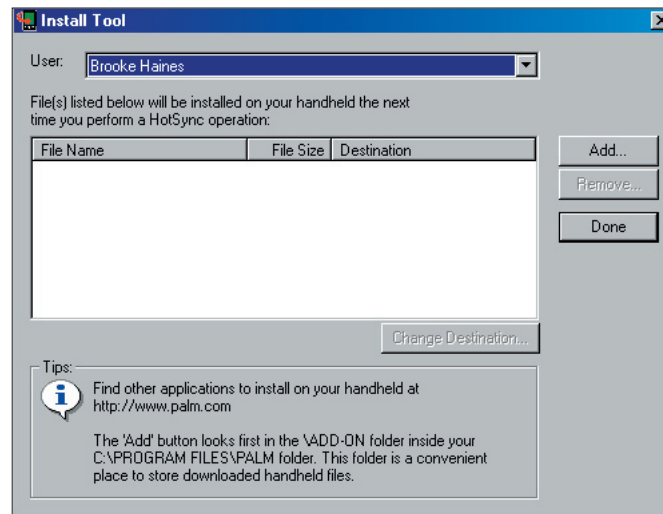 Install Tool
User: Brooke Haines
File(s) listed below will be installed on your handheld the next
time you perform a HotSync operation:
File Name File Size Destination
Add...
Remove...
Done
Change Destination...
Tips:
Find other applications to install on your handheld at
http://www.palm.com
The 'Add' button looks first in the \ADD-ON folder inside your
C:\PROGRAM FILES\PALM folder. This folder is a convenient
place to store downloaded handheld files.